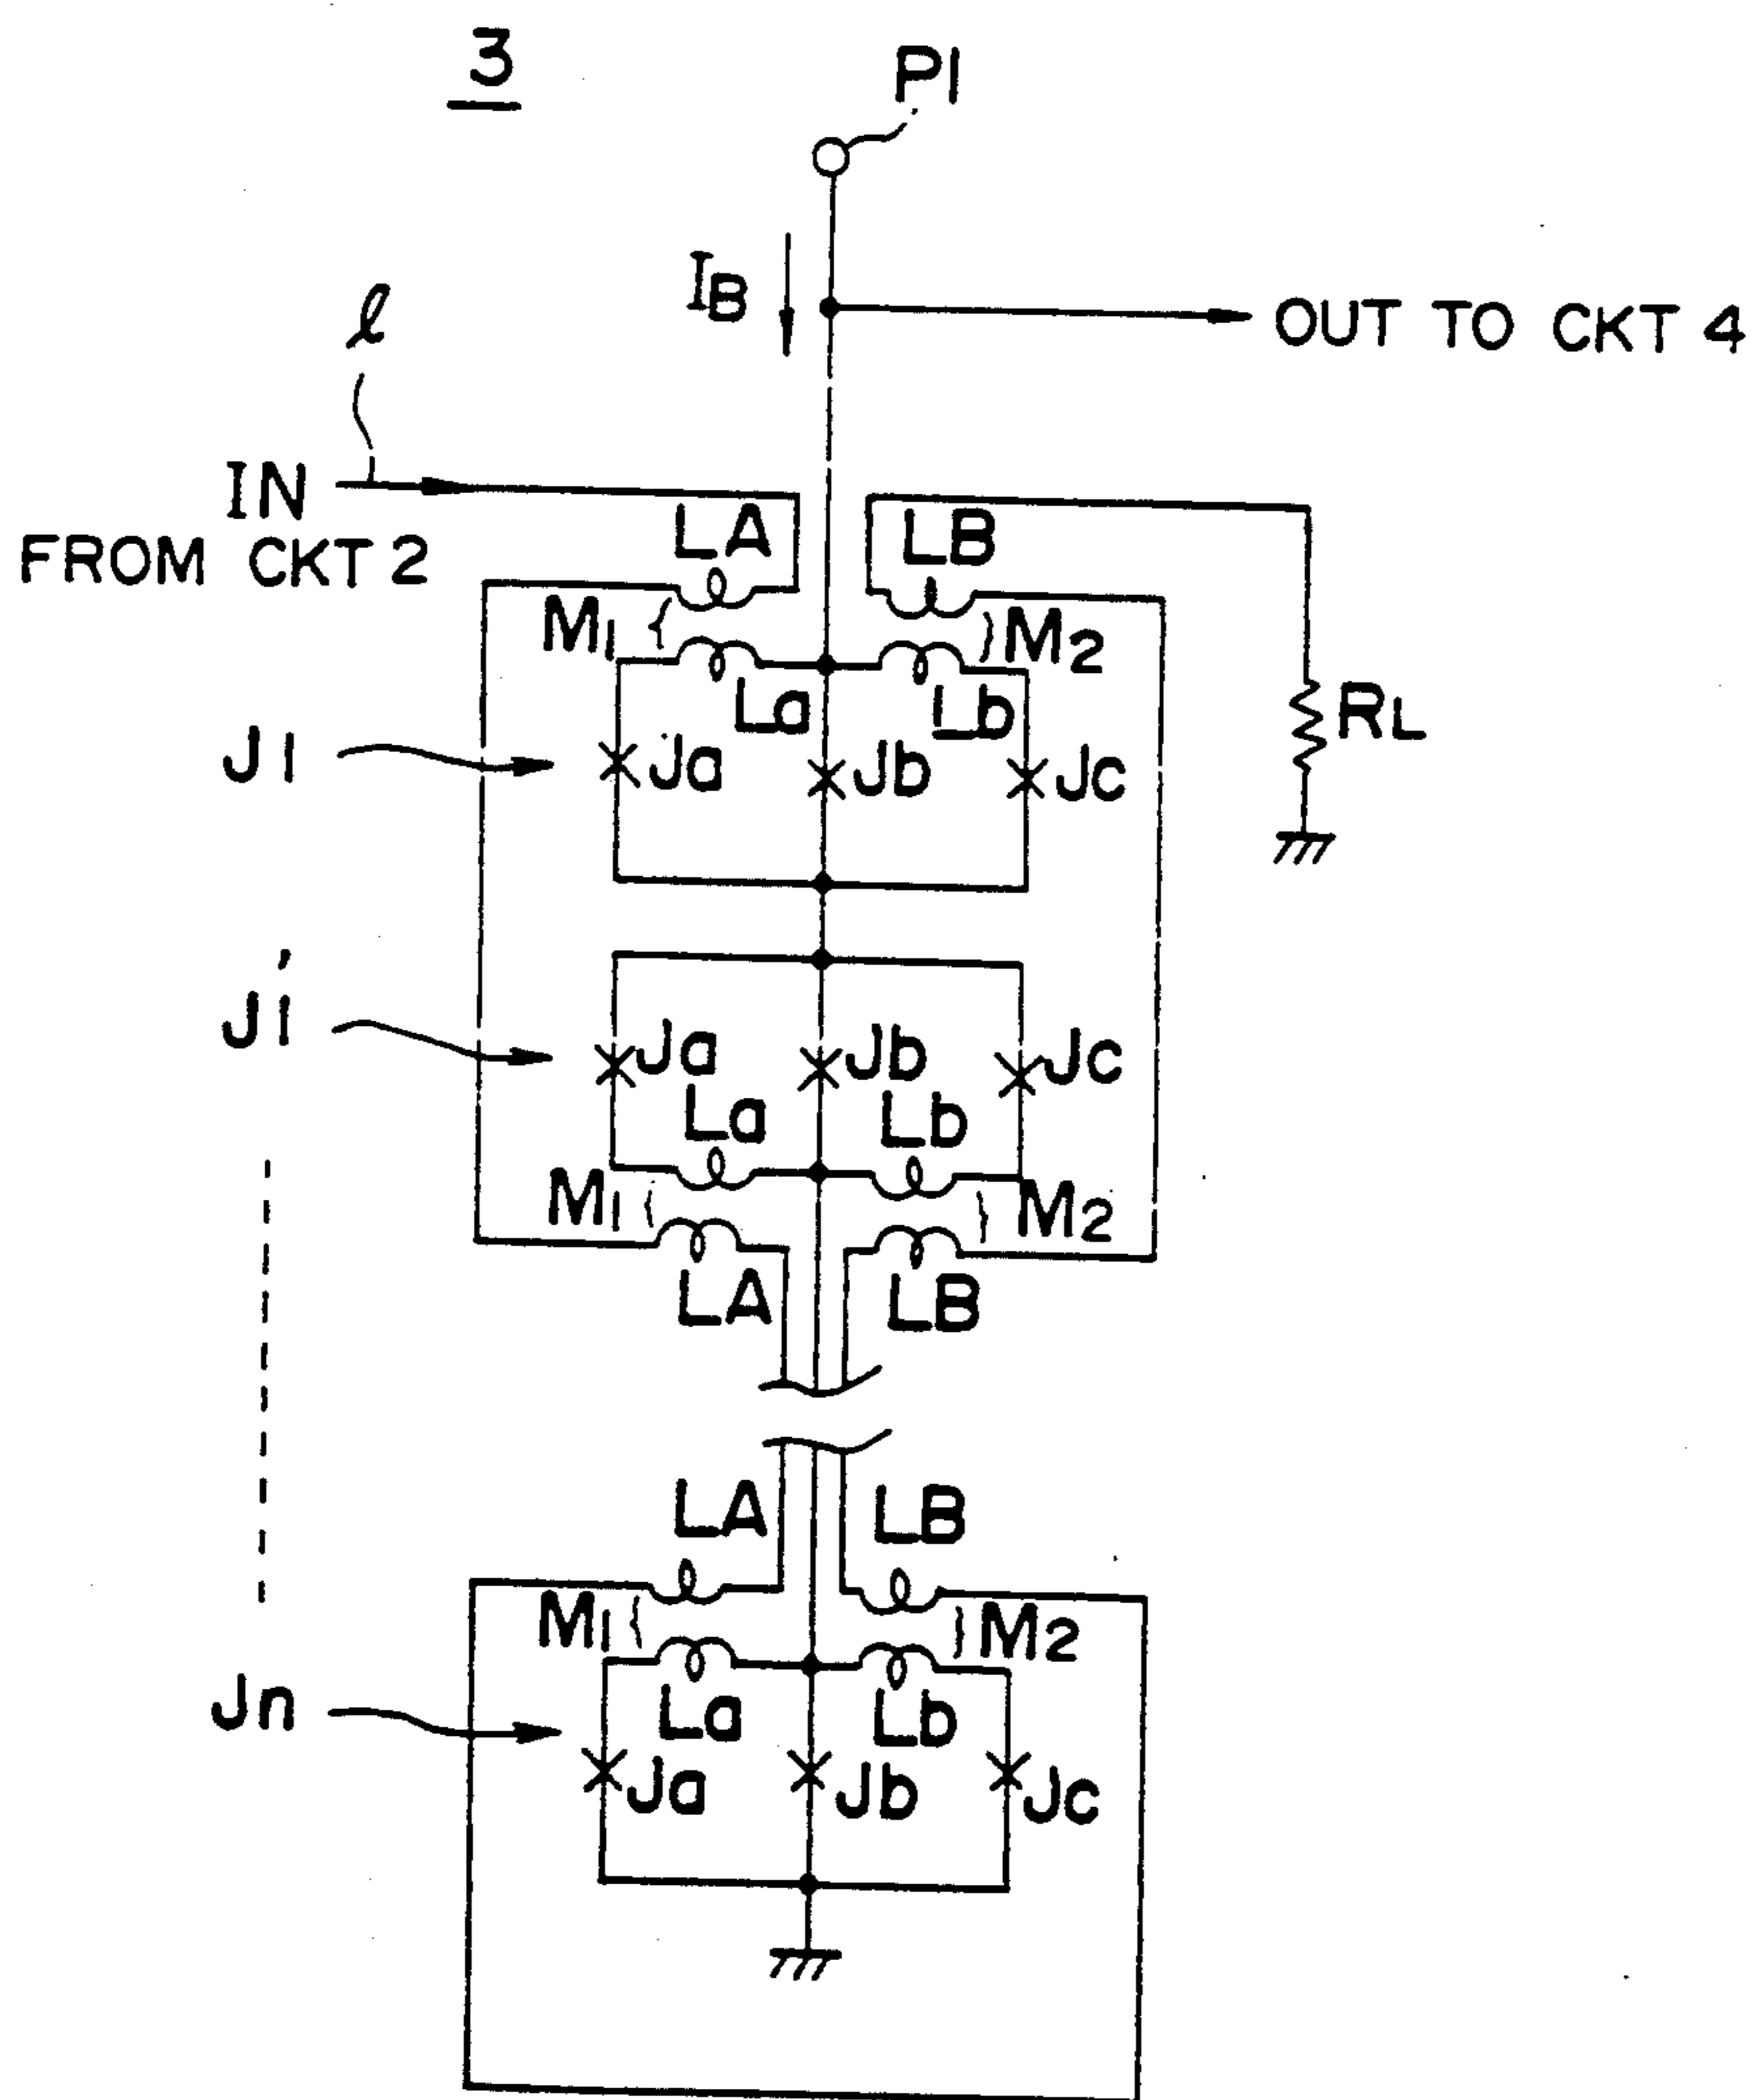 3
P1
IB
OUT TO CKT 4
ℓ
IN
FROM CKT 2
LA
LB
M1
M2
La
Lb
RL
J1
Ja
Jb
Jc
J1'
Ja
Jb
Jc
La
Lb
M1
M2
LA
LB
LA
LB
M1
M2
La
Lb
Jn
Ja
Jb
Jc